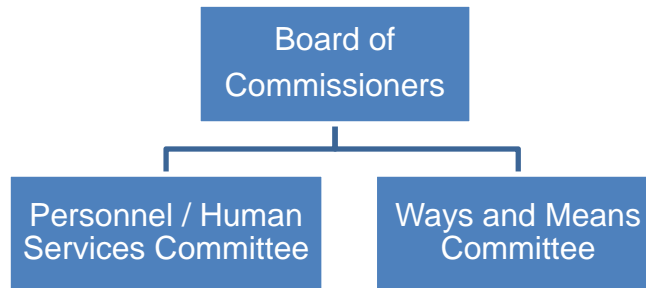 Board of
Commissioners
Personnel / Human
Services Committee
Ways and Means
Committee